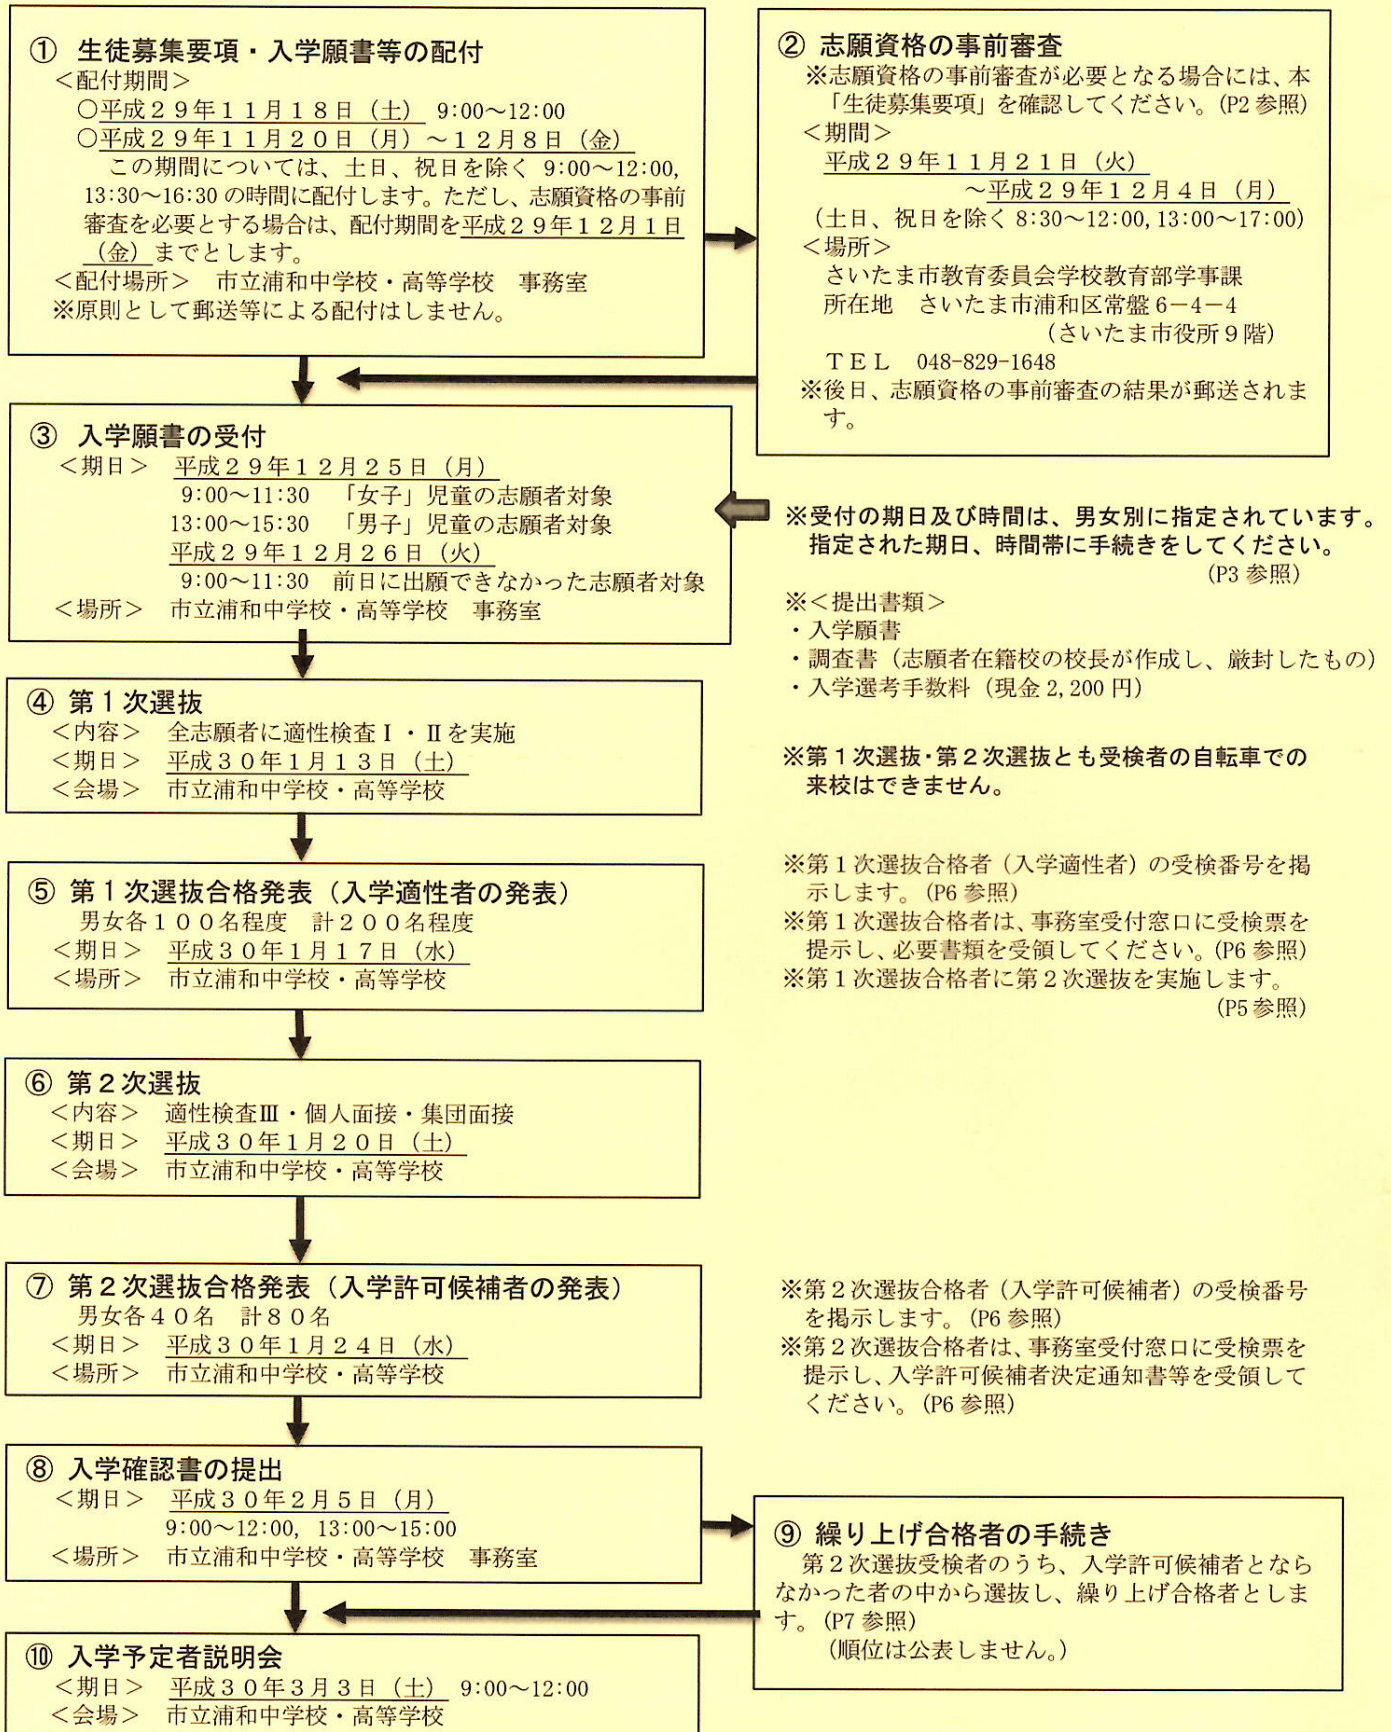 ① 生徒募集要項・入学願書等の配付
＜配付期間＞
○平成２９年１１月１８日（土） 9:00～12:00
○平成２９年１１月２０日（月）～１２月８日（金）
この期間については、土日、祝日を除く 9:00～12:00,
13:30～16:30 の時間に配付します。ただし、志願資格の事前
審査を必要とする場合は、配付期間を平成２９年１２月１日
（金）までとします。
＜配付場所＞　市立浦和中学校・高等学校　事務室
※原則として郵送等による配付はしません。
② 志願資格の事前審査
※志願資格の事前審査が必要となる場合には、本
「生徒募集要項」を確認してください。(P2 参照)
＜期間＞
平成２９年１１月２１日（火）
～平成２９年１２月４日（月）
（土日、祝日を除く 8:30～12:00, 13:00～17:00）
＜場所＞
さいたま市教育委員会学校教育部学事課
所在地　さいたま市浦和区常盤 6－4－4
（さいたま市役所９階）
ＴＥＬ　048-829-1648
※後日、志願資格の事前審査の結果が郵送されま
す。
③ 入学願書の受付
＜期日＞　平成２９年１２月２５日（月）
9:00～11:30　「女子」児童の志願者対象
13:00～15:30　「男子」児童の志願者対象
平成２９年１２月２６日（火）
9:00～11:30　前日に出願できなかった志願者対象
＜場所＞　市立浦和中学校・高等学校　事務室
※受付の期日及び時間は、男女別に指定されています。
指定された期日、時間帯に手続きをしてください。
(P3 参照)
※＜提出書類＞
・入学願書
・調査書（志願者在籍校の校長が作成し、厳封したもの）
・入学選考手数料（現金 2,200 円）
④ 第１次選抜
＜内容＞　全志願者に適性検査Ⅰ・Ⅱを実施
＜期日＞　平成３０年１月１３日（土）
＜会場＞　市立浦和中学校・高等学校
※第１次選抜・第２次選抜とも受検者の自転車での
来校はできません。
⑤ 第１次選抜合格発表（入学適性者の発表）
男女各１００名程度　計２００名程度
＜期日＞　平成３０年１月１７日（水）
＜場所＞　市立浦和中学校・高等学校
※第１次選抜合格者（入学適性者）の受検番号を掲
示します。(P6 参照)
※第１次選抜合格者は、事務室受付窓口に受検票を
提示し、必要書類を受領してください。(P6 参照)
※第１次選抜合格者に第２次選抜を実施します。
(P5 参照)
⑥ 第２次選抜
＜内容＞　適性検査Ⅲ・個人面接・集団面接
＜期日＞　平成３０年１月２０日（土）
＜会場＞　市立浦和中学校・高等学校
⑦ 第２次選抜合格発表（入学許可候補者の発表）
男女各４０名　計８０名
＜期日＞　平成３０年１月２４日（水）
＜場所＞　市立浦和中学校・高等学校
※第２次選抜合格者（入学許可候補者）の受検番号
を掲示します。(P6 参照)
※第２次選抜合格者は、事務室受付窓口に受検票を
提示し、入学許可候補者決定通知書等を受領して
ください。(P6 参照)
⑧ 入学確認書の提出
＜期日＞　平成３０年２月５日（月）
9:00～12:00, 13:00～15:00
＜場所＞　市立浦和中学校・高等学校　事務室
⑨ 繰り上げ合格者の手続き
第２次選抜受検者のうち、入学許可候補者となら
なかった者の中から選抜し、繰り上げ合格者としま
す。(P7 参照)
（順位は公表しません。）
⑩ 入学予定者説明会
＜期日＞　平成３０年３月３日（土） 9:00～12:00
＜会場＞　市立浦和中学校・高等学校